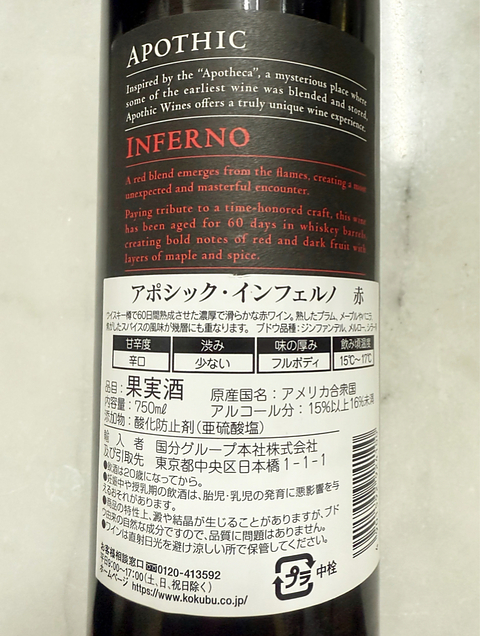 APOTHIC
Inspired by the "Apotheca", a mysterious place where
some of the earliest wine was blended and stored,
Apothic Wines offers a truly unique wine experience.
INFERNO
A red blend emerges from the flames, creating a most
unexpected and masterful encounter.
Paying tribute to a time-honored craft, this wine
has been aged for 60 days in whiskey barrels,
creating bold notes of red and dark fruit with
layers of maple and spice.
アポシック・インフェルノ 赤
ウイスキー樽で60日間熟成させた濃厚で滑らかな赤ワイン。熟したプラム、メープルやバニラ、
焦がしたスパイスの風味が幾層にも重なります。 ブドウ品種:ジンファンデル、メルロー、シラー
甘辛度 渋み 味の厚み 飲み頃温度
辛口 少ない フルボディ 15℃~17℃
品目:果実酒 原産国名:アメリカ合衆国
内容量:750ml アルコール分:15%以上16%未満
添加物:酸化防止剤(亜硫酸塩)
輸入者 国分グループ本社株式会社
及び引取先 東京都中央区日本橋1-1-1
●飲酒は20歳になってから。
●妊娠中や授乳期の飲酒は、胎児・乳児の発育に悪影響を与
えるおそれがあります。
●商品の特性上、澱や結晶が生じることがありますが、ブド
ウ由来の自然な成分ですので、品質に問題はありません。
●ワインは直射日光を避け涼しい所で保管してください。
お客様相談窓口 0120-413592
平日9:00~17:00(土、日、祝日除く)
ホームページ https://www.kokubu.co.jp/
プラ 中栓